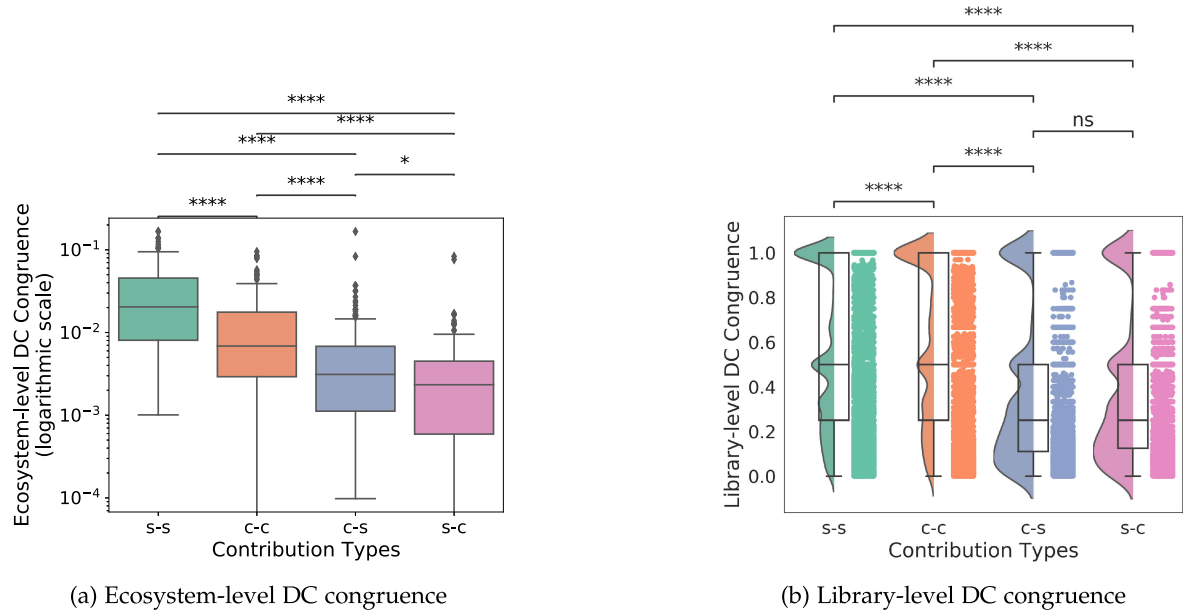 ****
****
****
*
****
****
Ecosystem-level DC Congruence
(logarithmic scale)
10⁻¹
10⁻²
10⁻³
10⁻⁴
s-s c-c c-s s-c
Contribution Types
(a) Ecosystem-level DC congruence
****
****
****
ns
****
****
Library-level DC Congruence
1.0
0.8
0.6
0.4
0.2
0.0
s-s c-c c-s s-c
Contribution Types
(b) Library-level DC congruence